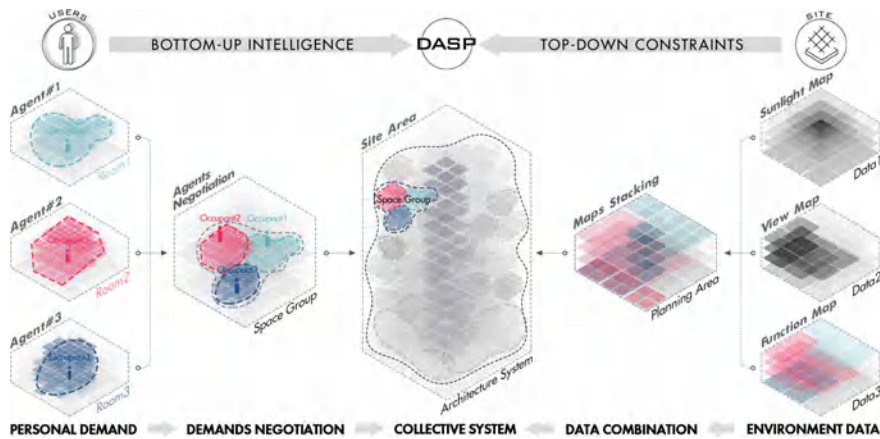 USERS
BOTTOM-UP INTELLIGENCE
DASP
TOP-DOWN CONSTRAINTS
SITE
Agent#1
Room1
Agent#2
Room2
Agent#3
Room3
Agents
Negotiation
Occupant2
Occupant1
Space Group
Site Area
Space Group
Architecture System
Maps Stacking
Planning Area
Sunlight Map
Data1
View Map
Data2
Function Map
Data3
PERSONAL DEMAND
DEMANDS NEGOTIATION
COLLECTIVE SYSTEM
DATA COMBINATION
ENVIRONMENT DATA